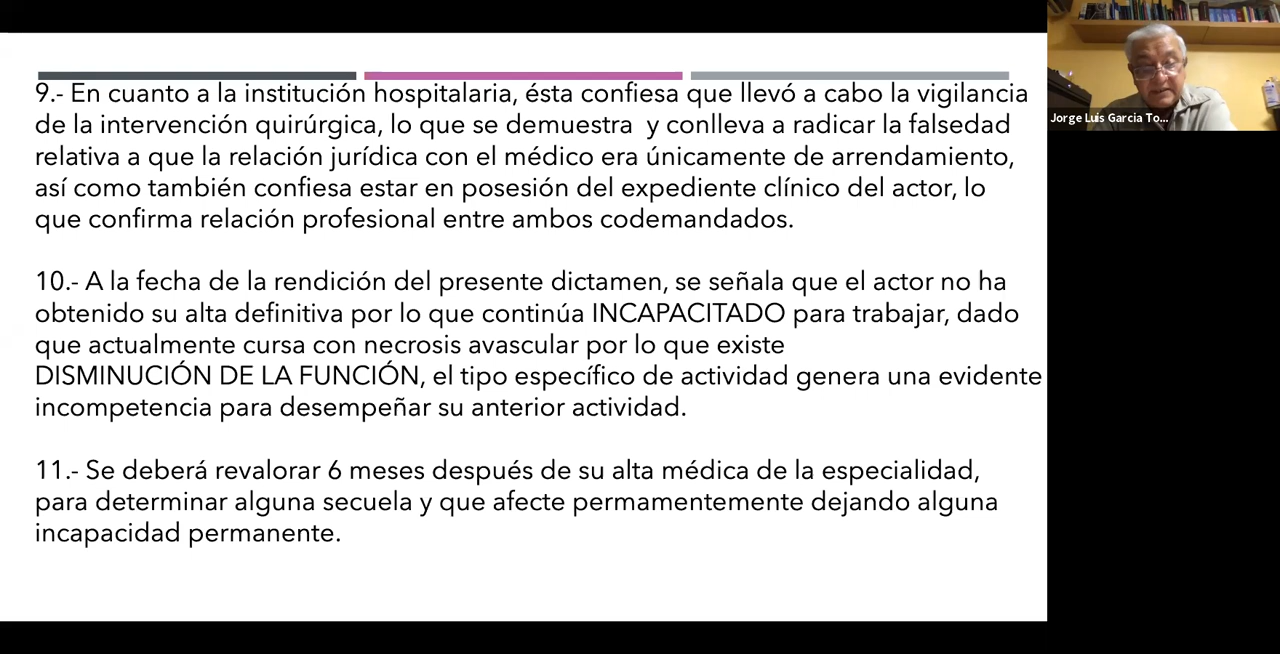 9.- En cuanto a la institución hospitalaria, ésta confiesa que llevó a cabo la vigilancia
de la intervención quirúrgica, lo que se demuestra  y conlleva a radicar la falsedad
relativa a que la relación jurídica con el médico era únicamente de arrendamiento,
así como también confiesa estar en posesión del expediente clínico del actor, lo
que confirma relación profesional entre ambos codemandados.
10.- A la fecha de la rendición del presente dictamen, se señala que el actor no ha
obtenido su alta definitiva por lo que continúa INCAPACITADO para trabajar, dado
que actualmente cursa con necrosis avascular por lo que existe
DISMINUCIÓN DE LA FUNCIÓN, el tipo específico de actividad genera una evidente
incompetencia para desempeñar su anterior actividad.
11.- Se deberá revalorar 6 meses después de su alta médica de la especialidad,
para determinar alguna secuela y que afecte permamentemente dejando alguna
incapacidad permanente.
Jorge Luis Garcia To...